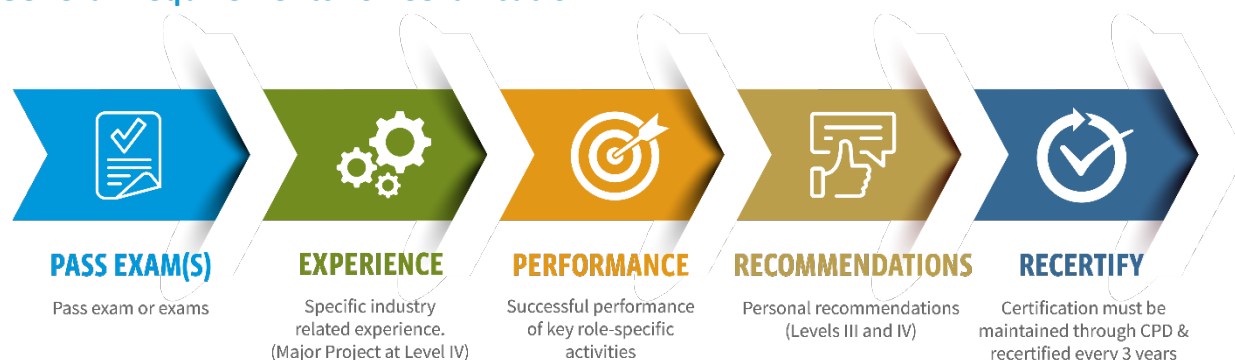 PASS EXAM(S)
Pass exam or exams
EXPERIENCE
Specific industry
related experience.
(Major Project at Level IV)
PERFORMANCE
Successful performance
of key role-specific
activities
RECOMMENDATIONS
Personal recommendations
(Levels III and IV)
RECERTIFY
Certification must be
maintained through CPD &
recertified every 3 years